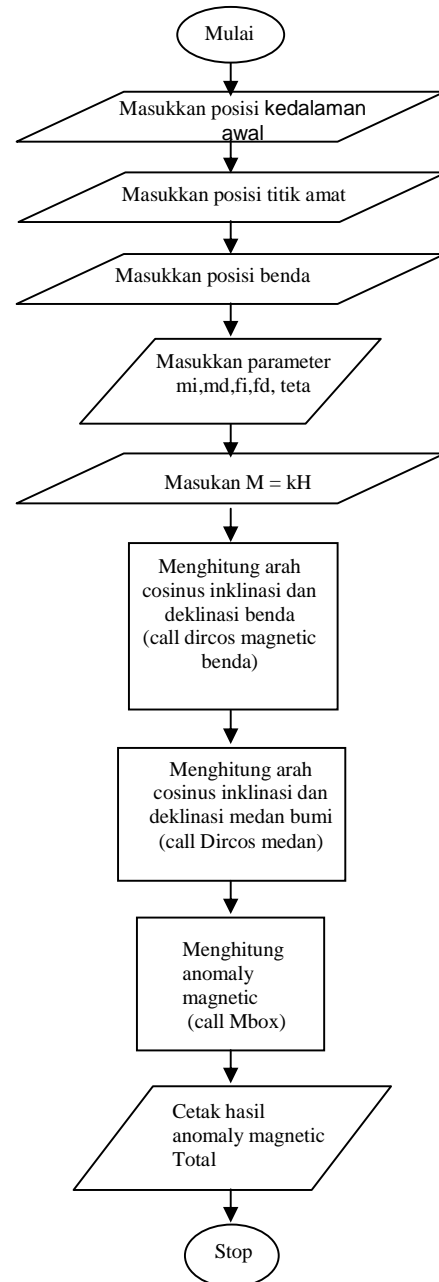 Mulai
Masukkan posisi kedalaman
awal
Masukkan posisi titik amat
Masukkan posisi benda
Masukkan parameter
mi,md,fi,fd, teta
Masukan M = kH
Menghitung arah
cosinus inklinasi dan
deklinasi benda
(call dircos magnetic
benda)
Menghitung arah
cosinus inklinasi dan
deklinasi medan bumi
(call Dircos medan)
Menghitung
anomaly
magnetic
(call Mbox)
Cetak hasil
anomaly magnetic
Total
Stop